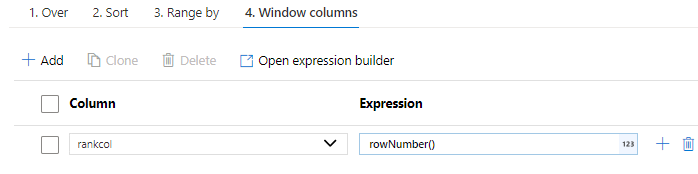 1. Over 2. Sort 3. Range by 4. Window columns
Add Clone Delete Open expression builder
Column Expression
rankcol rowNumber() 123